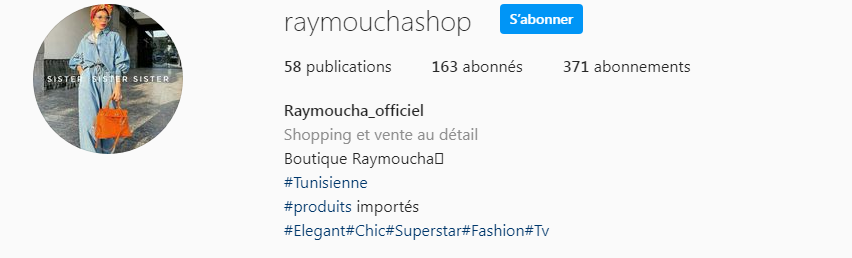 raymouchashop S'abonner
58 publications 163 abonnés 371 abonnements
SISTER SISTER SISTER
Raymoucha_officiel
Shopping et vente au détail
Boutique Raymoucha
#Tunisienne
#produits importés
#Elegant#Chic#Superstar#Fashion#Tv